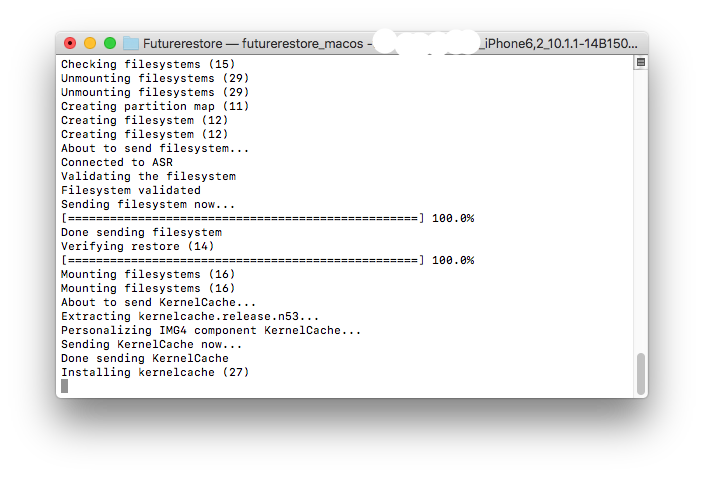 Futurerestore — futurerestore_macos - _iPhone6,2_10.1.1-14B150...
Checking filesystems (15)
Unmounting filesystems (29)
Unmounting filesystems (29)
Creating partition map (11)
Creating filesystem (12)
Creating filesystem (12)
About to send filesystem...
Connected to ASR
Validating the filesystem
Filesystem validated
Sending filesystem now...
[==================================================] 100.0%
Done sending filesystem
Verifying restore (14)
[==================================================] 100.0%
Mounting filesystems (16)
Mounting filesystems (16)
About to send KernelCache...
Extracting kernelcache.release.n53...
Personalizing IMG4 component KernelCache...
Sending KernelCache now...
Done sending KernelCache
Installing kernelcache (27)